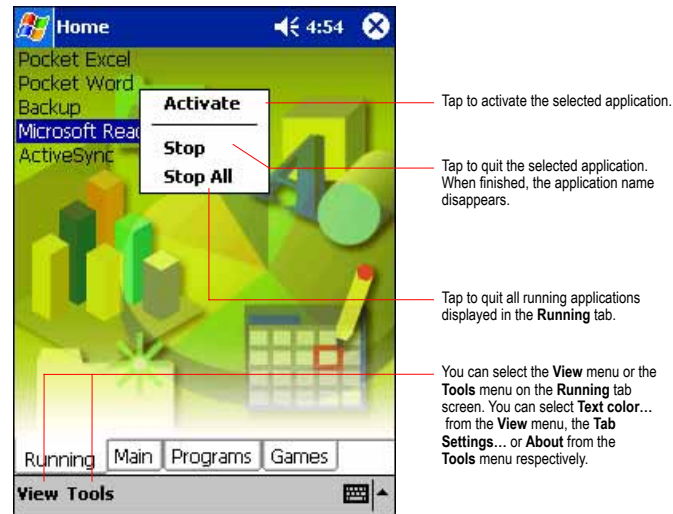 Home 4:54
Pocket Excel
Pocket Word
Backup
Microsoft Read
ActiveSync
Activate
Stop
Stop All
Tap to activate the selected application.
Tap to quit the selected application.
When finished, the application name
disappears.
Tap to quit all running applications
displayed in the Running tab.
You can select the View menu or the
Tools menu on the Running tab
screen. You can select Text color…
from the View menu, the Tab
Settings… or About from the
Tools menu respectively.
Running Main Programs Games
View Tools